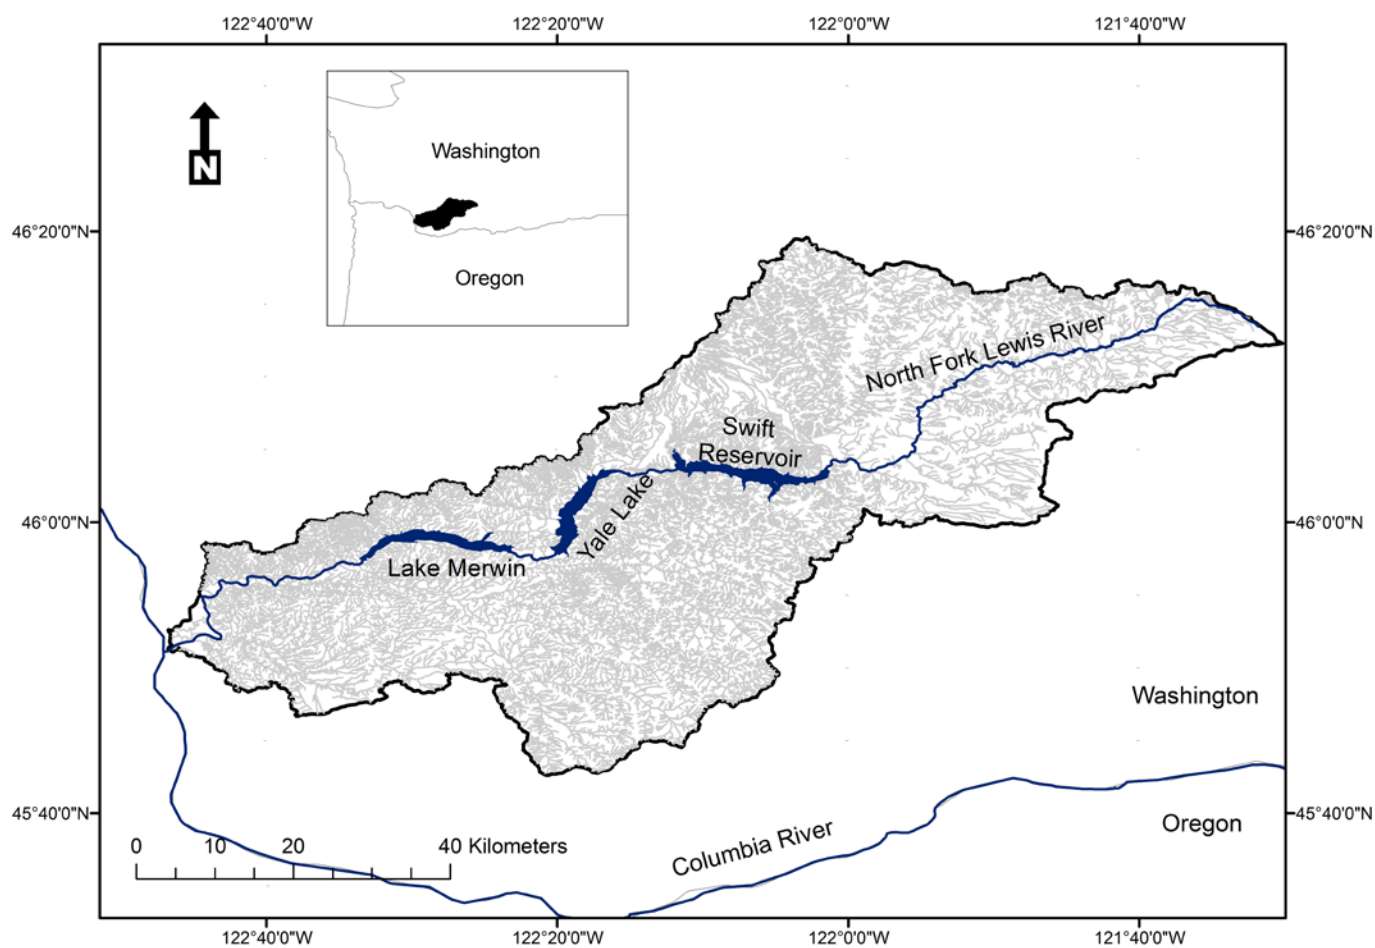 122°40'0"W 122°20'0"W 122°0'0"W 121°40'0"W
N
Washington
Oregon
46°20'0"N 46°20'0"N
North Fork Lewis River
Swift
Reservoir
Yale Lake
46°0'0"N 46°0'0"N
Lake Merwin
Washington
45°40'0"N 45°40'0"N
Oregon
Columbia River
0 10 20 40 Kilometers
122°40'0"W 122°20'0"W 122°0'0"W 121°40'0"W